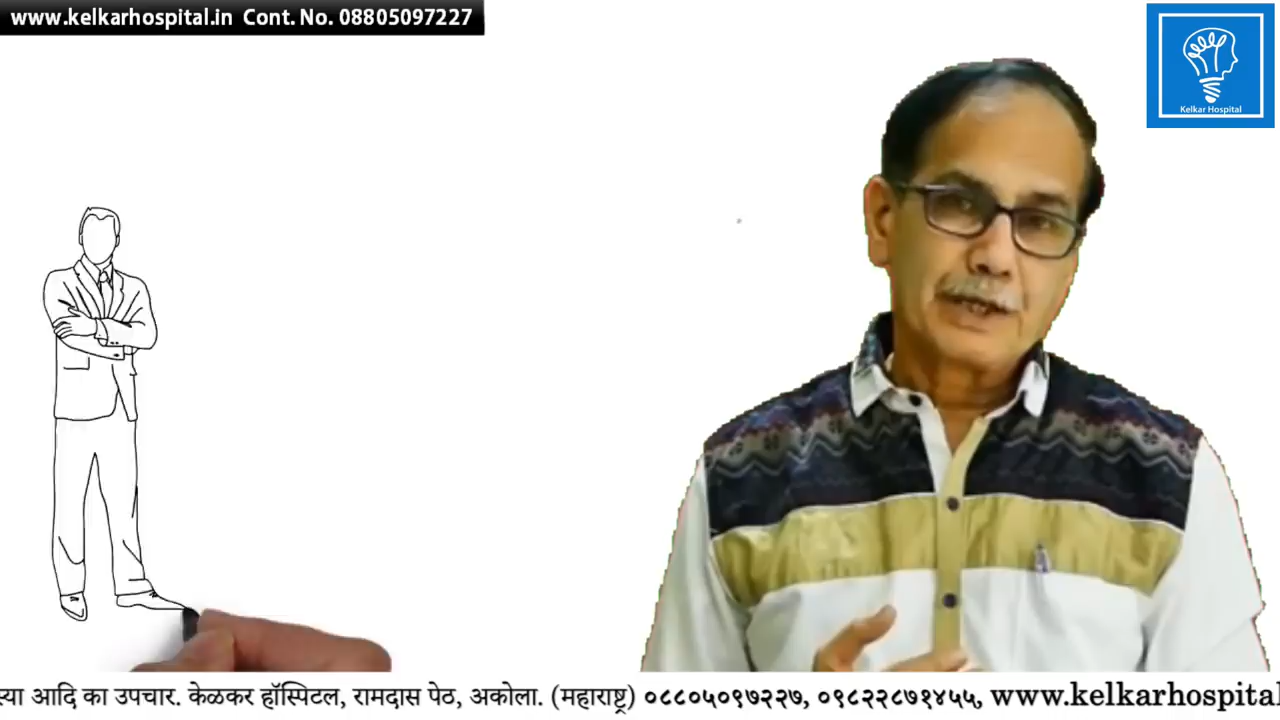 www.kelkarhospital.in Cont. No. 08805097227
Kelkar Hospital
स्या आदि का उपचार. केळकर हॉस्पिटल, रामदास पेठ, अकोला. (महाराष्ट्र) ०८८०५०९७२२७, ०९८२२८७१४५५, www.kelkarhospital